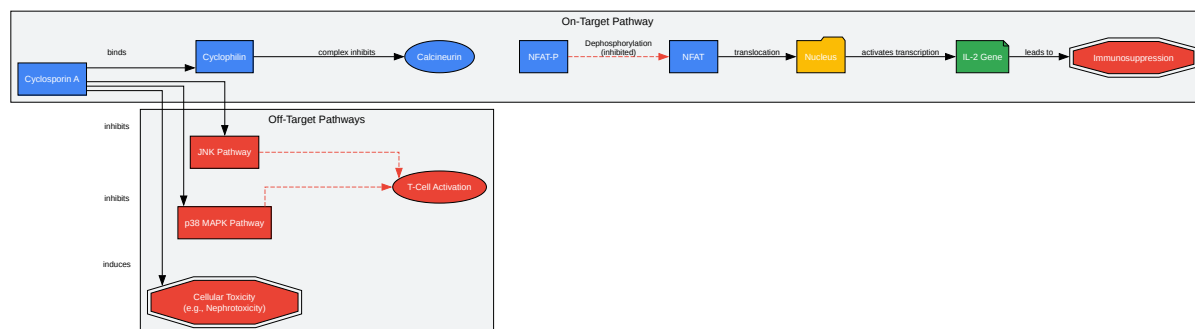 On-Target Pathway
binds
Cyclosporin A
Cyclophilin
complex inhibits
Calcineurin
NFAT-P
Dephosphorylation
(inhibited)
NFAT
translocation
Nucleus
activates transcription
IL-2 Gene
leads to
Immunosuppression
Off-Target Pathways
inhibits
JNK Pathway
T-Cell Activation
inhibits
p38 MAPK Pathway
induces
Cellular Toxicity
(e.g., Nephrotoxicity)